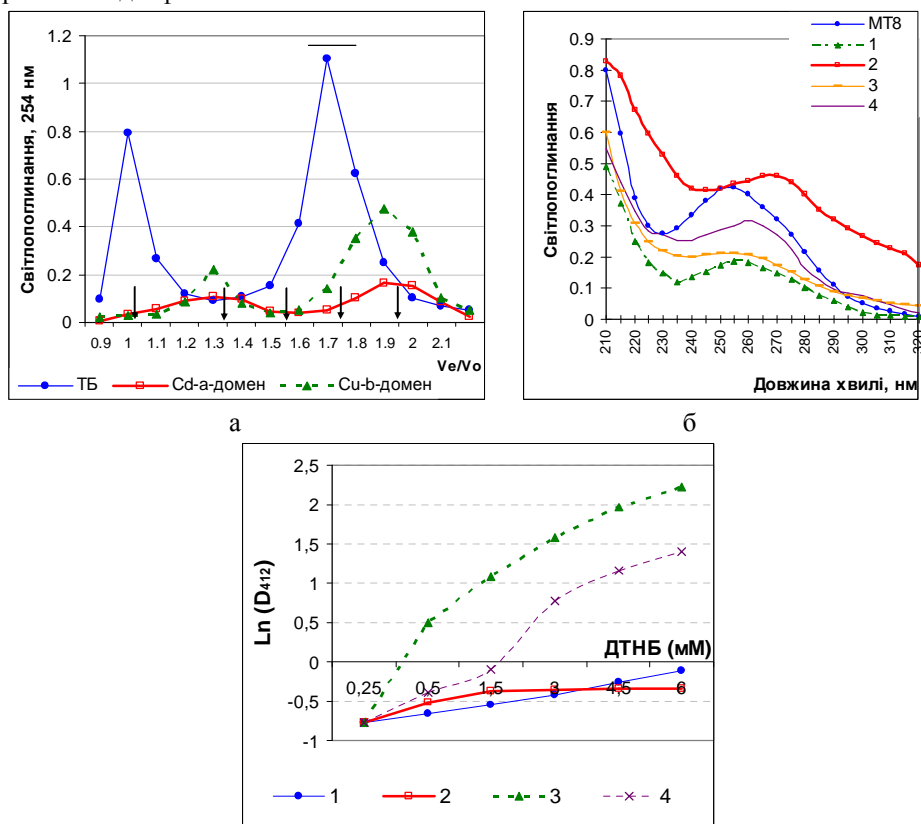 Світлопоглинання, 254 нм
1.2
1
0.8
0.6
0.4
0.2
0
0.9 1 1.1 1.2 1.3 1.4 1.5 1.6 1.7 1.8 1.9 2 2.1
Ve/Vo
ТБ Cd-a-домен Cu-b-домен
а
Світлопоглинання
0.9
0.8
0.7
0.6
0.5
0.4
0.3
0.2
0.1
0
МТ8
1
2
3
4
210 220 230 240 250 260 270 280 290 300 310 320
Довжина хвилі, нм
б
Ln (D412)
2,5
2
1,5
1
0,5
0
-0,5
-1
ДТНБ (мМ)
0,25 0,5 1,5 3 4,5 6
1 2 3 4